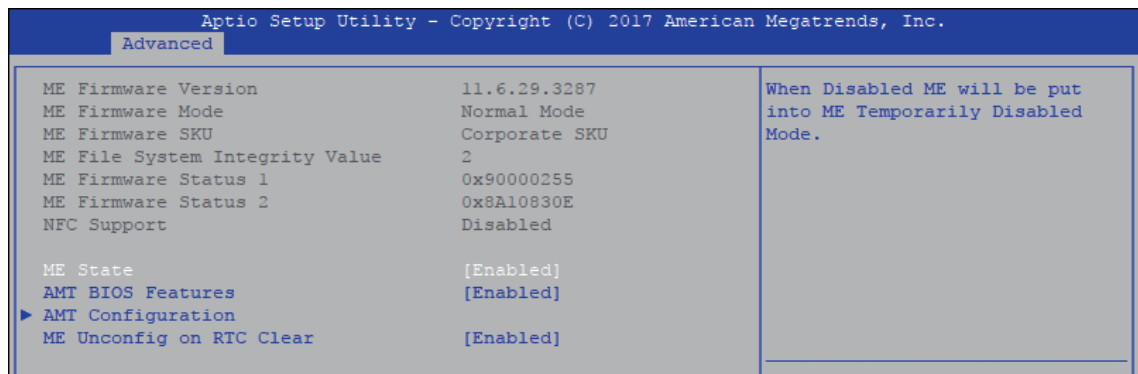 Aptio Setup Utility - Copyright (C) 2017 American Megatrends, Inc.
Advanced
ME Firmware Version 11.6.29.3287
ME Firmware Mode Normal Mode
ME Firmware SKU Corporate SKU
ME File System Integrity Value 2
ME Firmware Status 1 0x90000255
ME Firmware Status 2 0x8A10830E
NFC Support Disabled
ME State [Enabled]
AMT BIOS Features [Enabled]
► AMT Configuration
ME Unconfig on RTC Clear [Enabled]
When Disabled ME will be put
into ME Temporarily Disabled
Mode.